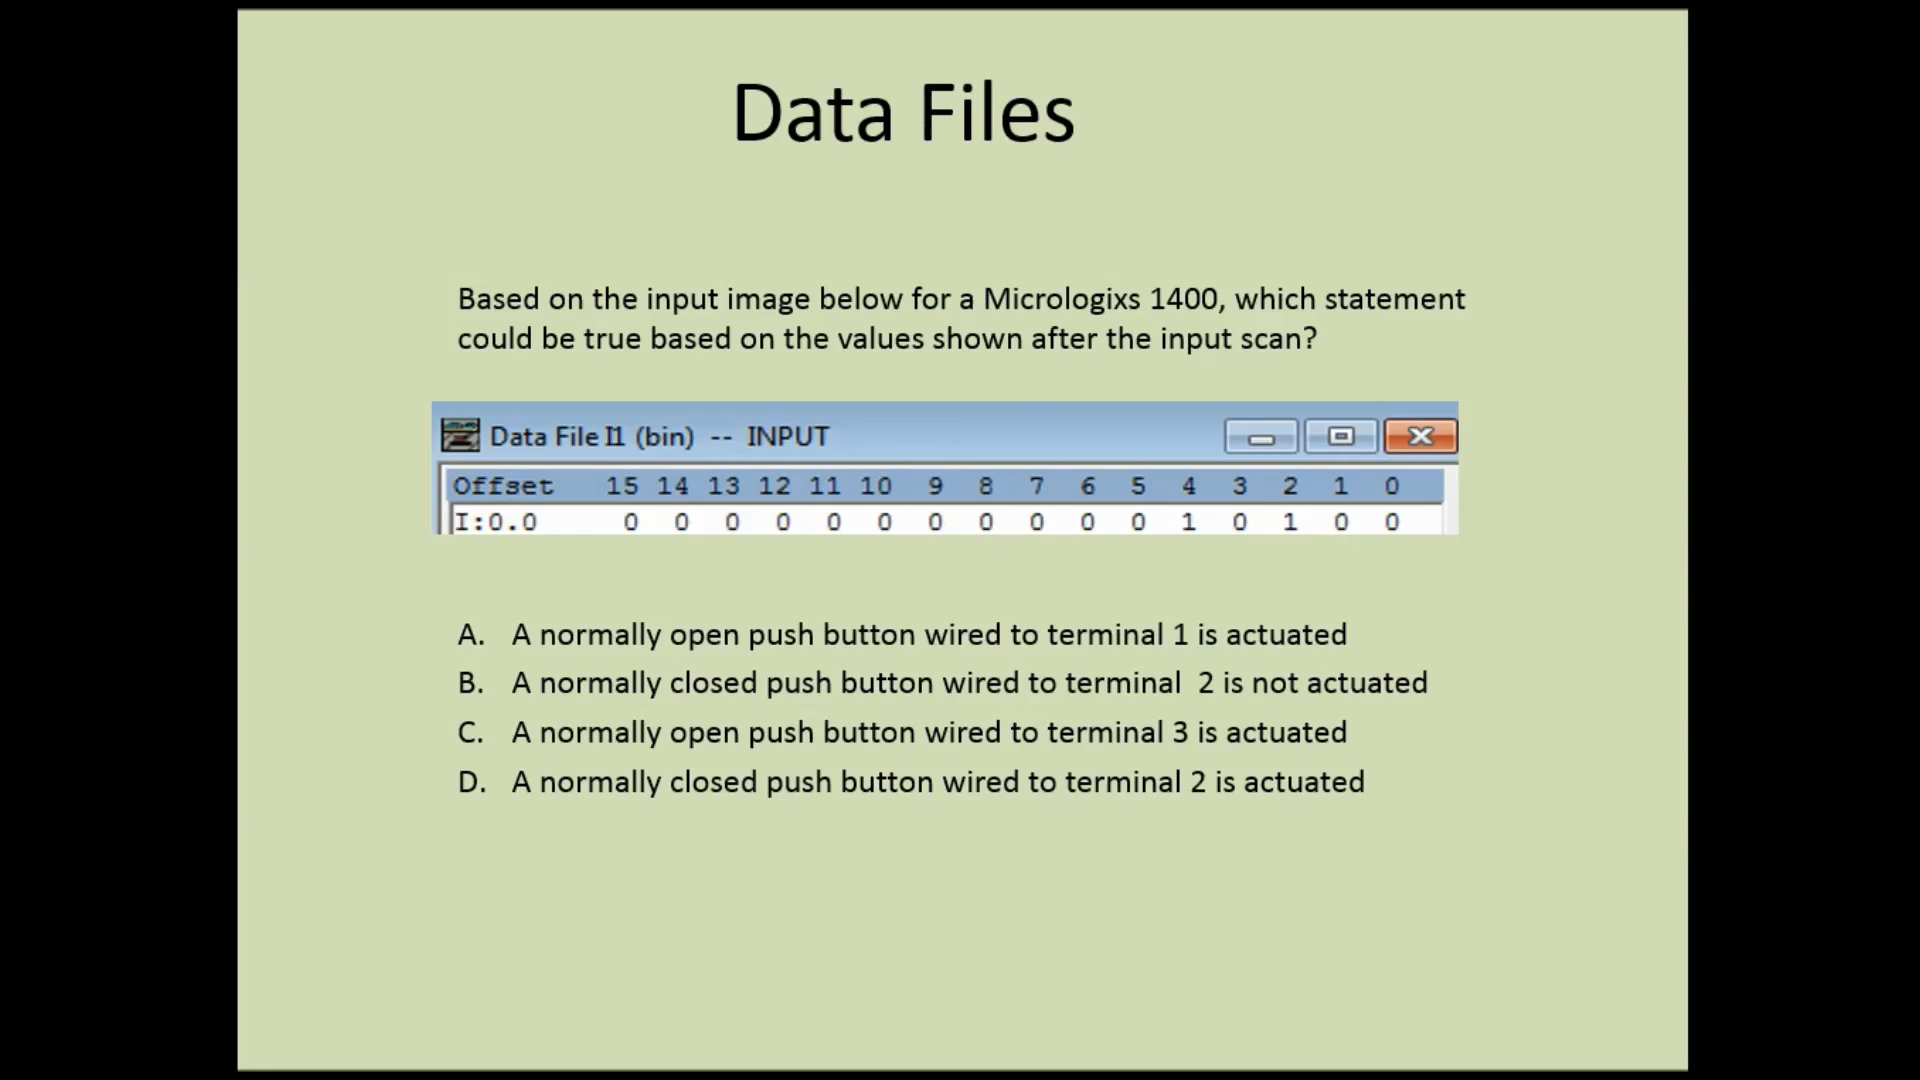 Data Files
Based on the input image below for a Micrologixs 1400, which statement
could be true based on the values shown after the input scan?
Data File I1 (bin) -- INPUT
Offset 15 14 13 12 11 10 9 8 7 6 5 4 3 2 1 0
I:0.0 0 0 0 0 0 0 0 0 0 0 0 1 0 1 0 0
A. A normally open push button wired to terminal 1 is actuated
B. A normally closed push button wired to terminal 2 is not actuated
C. A normally open push button wired to terminal 3 is actuated
D. A normally closed push button wired to terminal 2 is actuated